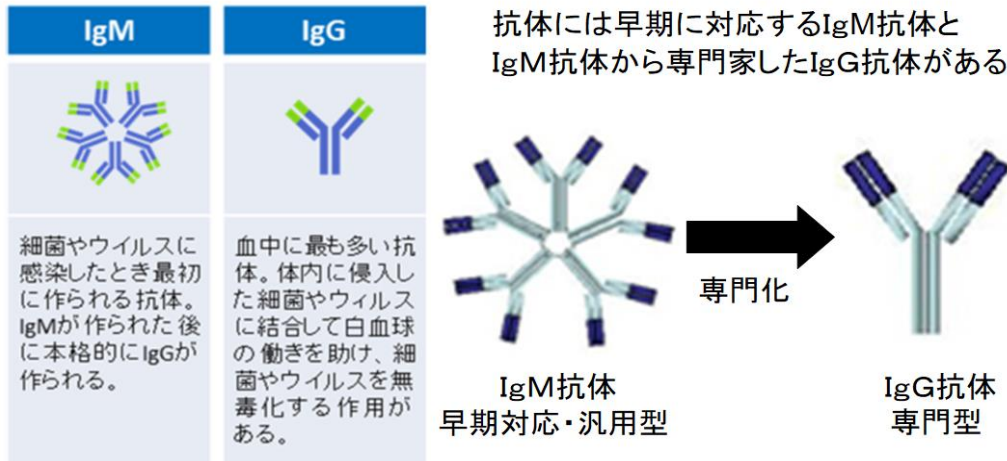 IgM
IgG
細菌やウイルスに
感染したとき最初
に作られる抗体。
IgMが作られた後
に本格的にIgGが
作られる。
血中に最も多い抗
体。体内に侵入し
た細菌やウィルス
に結合して白血球
の働きを助け、細
菌やウイルスを無
毒化する作用が
ある。
抗体には早期に対応するIgM抗体と
IgM抗体から専門家したIgG抗体がある
専門化
IgM抗体
早期対応・汎用型
IgG抗体
専門型